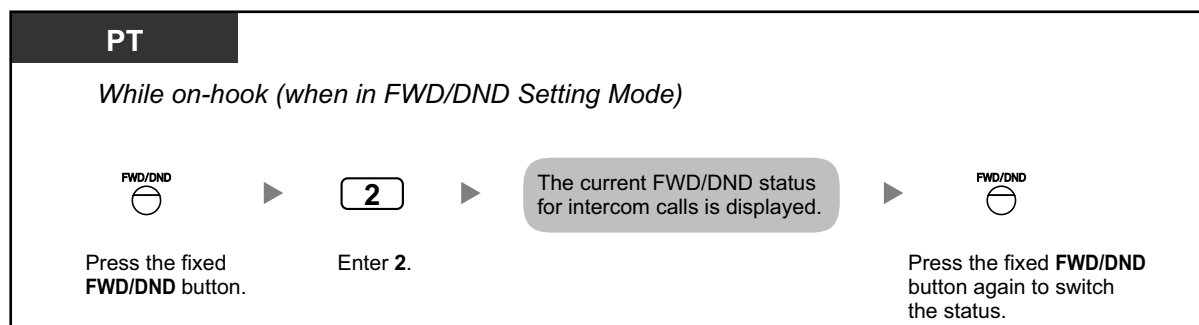 PT
While on-hook (when in FWD/DND Setting Mode)
FWD/DND
2
The current FWD/DND status
for intercom calls is displayed.
FWD/DND
Press the fixed
FWD/DND button.
Enter 2.
Press the fixed FWD/DND
button again to switch
the status.